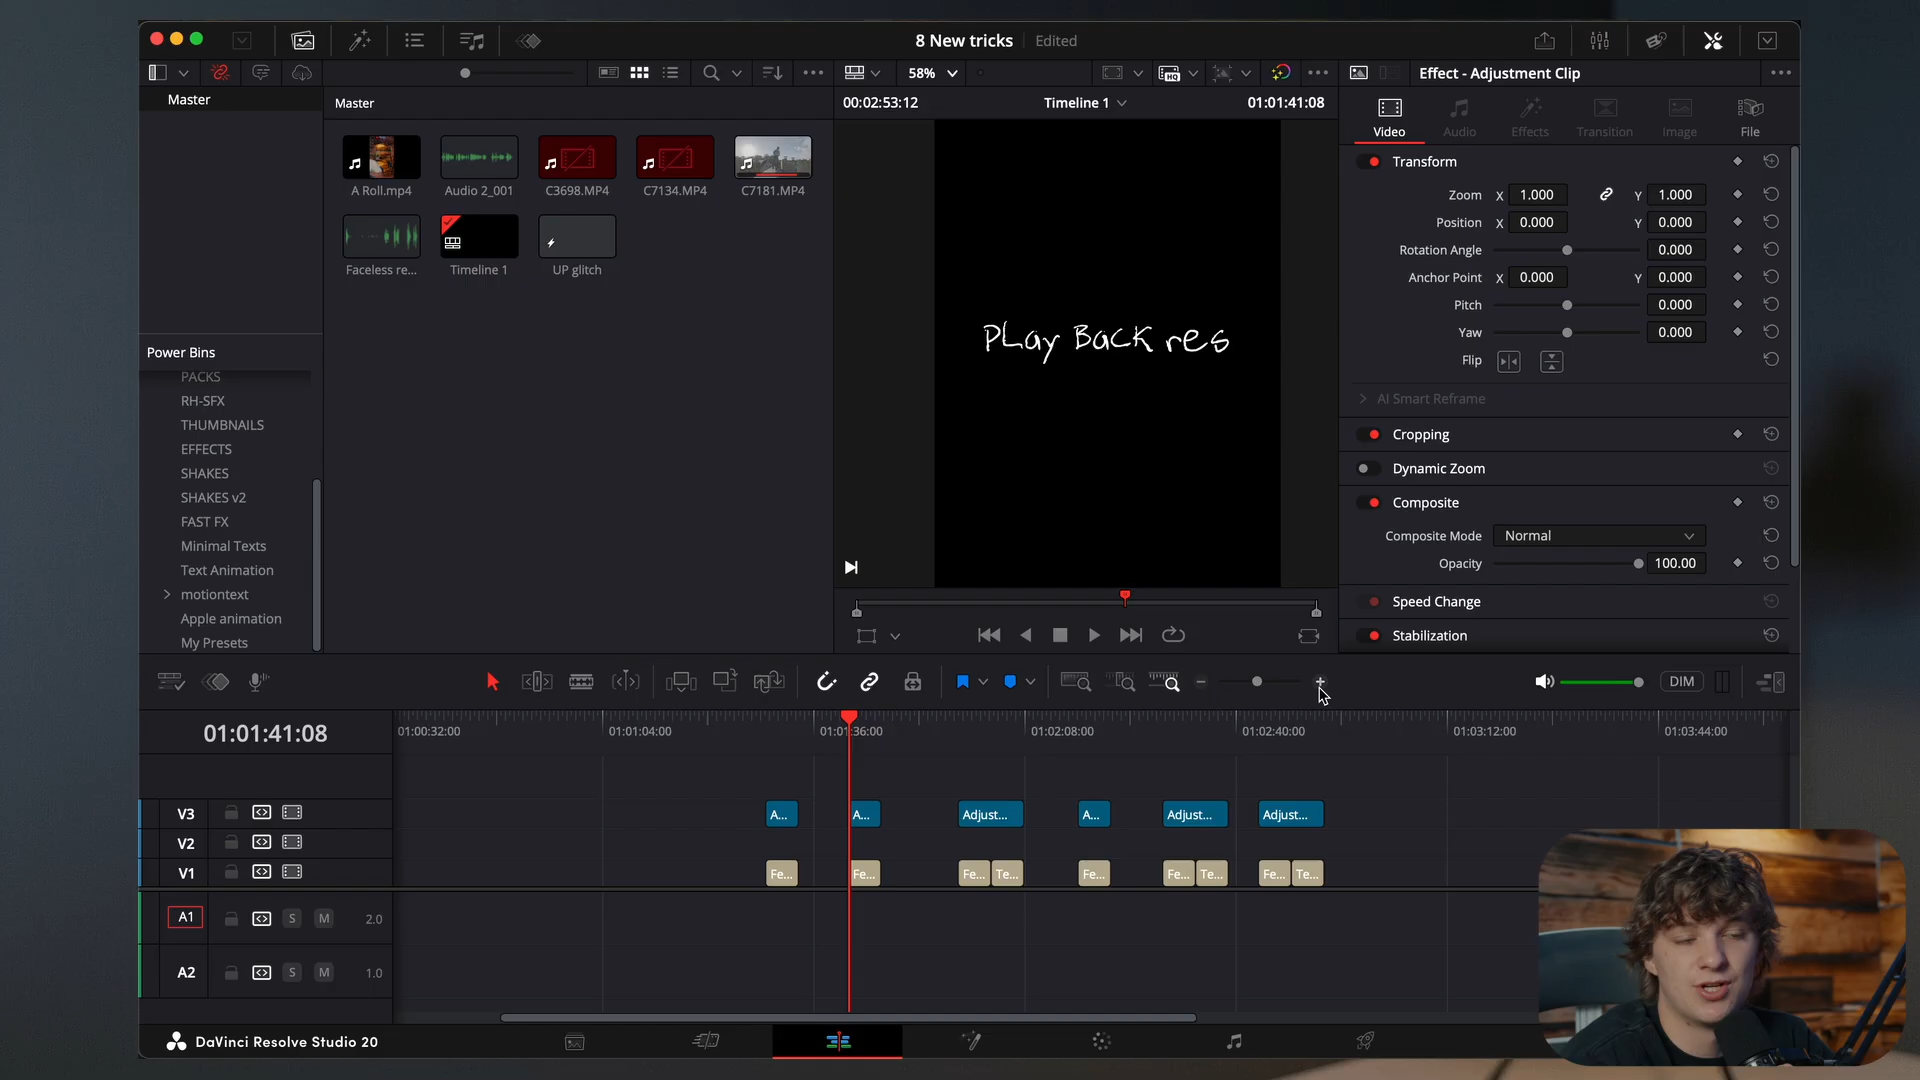 8 New tricks Edited
58%
Effect - Adjustment Clip
Master
Master
00:02:53:12
Timeline 1
01:01:41:08
Video
Audio
Effects
Transition
Image
File
A Roll.mp4
Audio 2_001
C3698.MP4
C7134.MP4
C7181.MP4
Faceless re...
Timeline 1
UP glitch
PLay BacK res
Transform
Zoom X 1.000 Y 1.000
Position X 0.000 Y 0.000
Rotation Angle 0.000
Anchor Point X 0.000 Y 0.000
Pitch 0.000
Yaw 0.000
Flip
AI Smart Reframe
Cropping
Dynamic Zoom
Composite
Composite Mode Normal
Opacity 100.00
Speed Change
Stabilization
Power Bins
PACKS
RH-SFX
THUMBNAILS
EFFECTS
SHAKES
SHAKES v2
FAST FX
Minimal Texts
Text Animation
motiontext
Apple animation
My Presets
HQ
DIM
01:01:41:08
01:00:32:00
01:01:04:00
01:01:36:00
01:02:08:00
01:02:40:00
01:03:12:00
01:03:44:00
V3
A...
A...
Adjust...
A...
Adjust...
Adjust...
V2
V1
Fe...
Fe...
Fe...
Te...
Fe...
Fe...
Te...
Fe...
Te...
A1 S M 2.0
A2 S M 1.0
DaVinci Resolve Studio 20